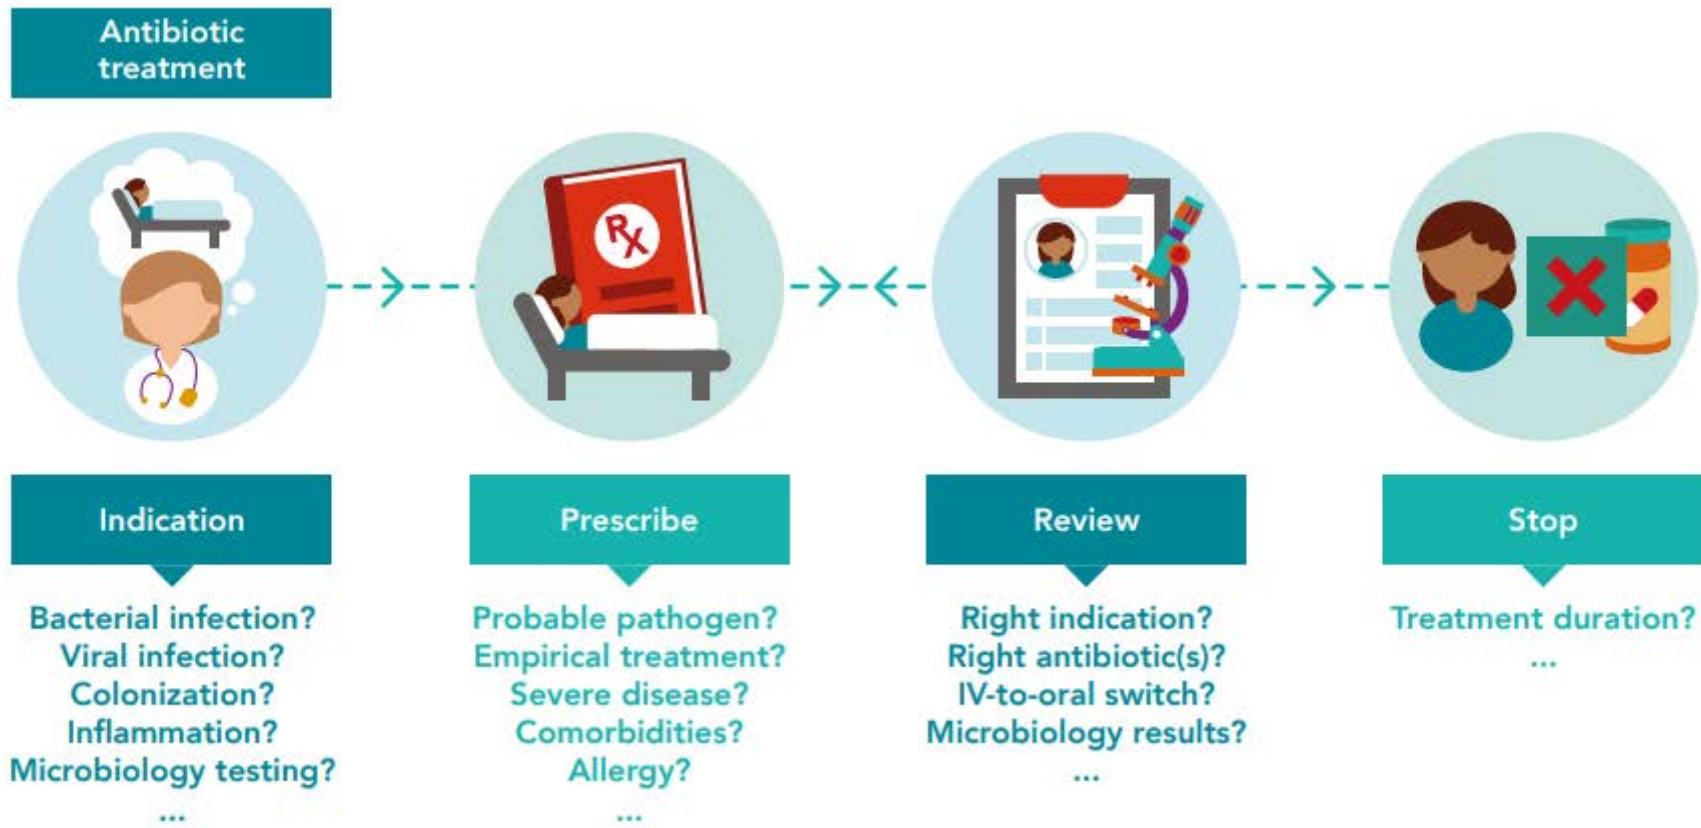 Antibiotic
treatment
Rx
Indication
Bacterial infection?
Viral infection?
Colonization?
Inflammation?
Microbiology testing?
...
Prescribe
Probable pathogen?
Empirical treatment?
Severe disease?
Comorbidities?
Allergy?
...
Review
Right indication?
Right antibiotic(s)?
IV-to-oral switch?
Microbiology results?
...
Stop
Treatment duration?
...